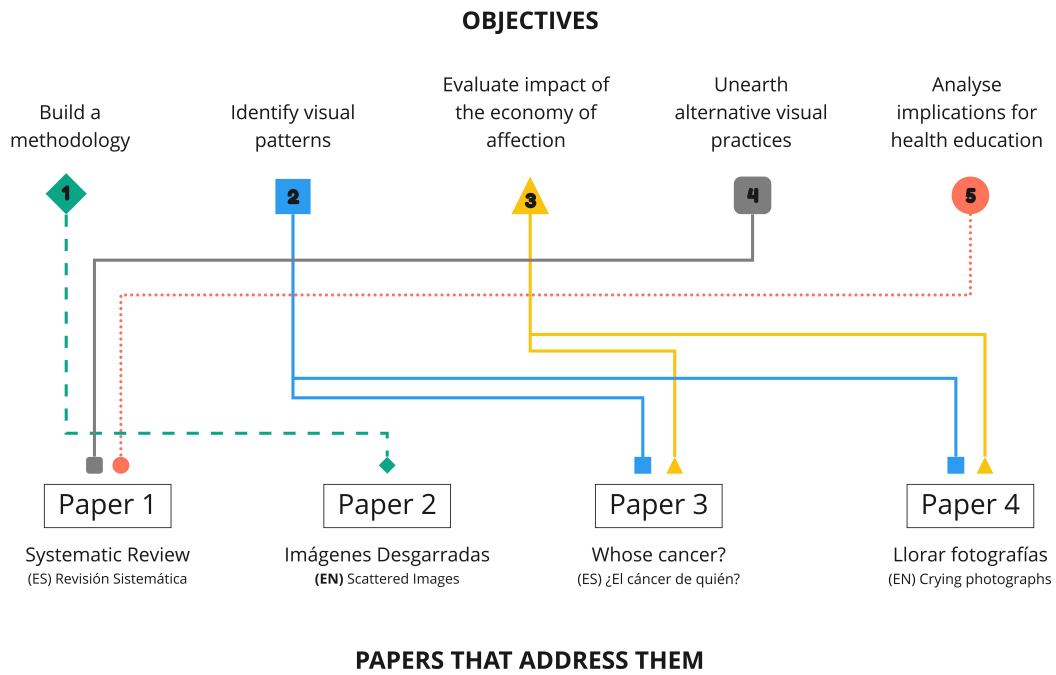 OBJECTIVES
Build a
methodology
Identify visual
patterns
Evaluate impact of
the economy of
affection
Unearth
alternative visual
practices
Analyse
implications for
health education
1
2
3
4
5
Paper 1
Systematic Review
(ES) Revisión Sistemática
Paper 2
Imágenes Desgarradas
(EN) Scattered Images
Paper 3
Whose cancer?
(ES) ¿El cáncer de quién?
Paper 4
Llorar fotografías
(EN) Crying photographs
PAPERS THAT ADDRESS THEM